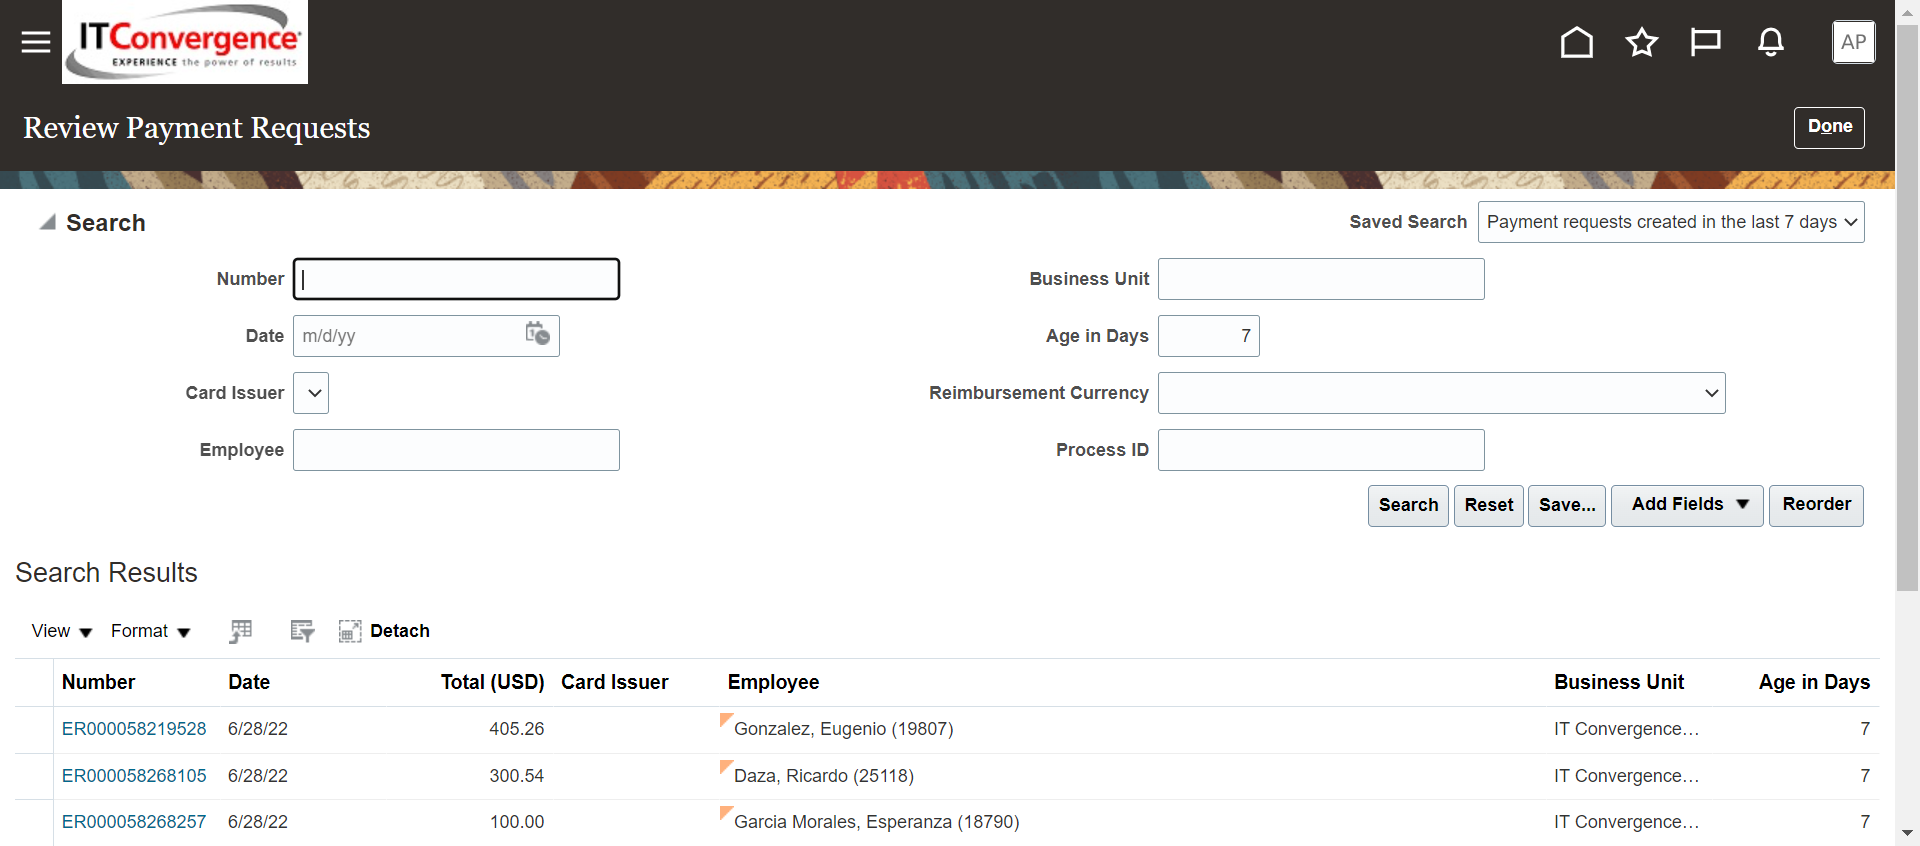 ITConvergence
EXPERIENCE the power of results
AP
Review Payment Requests
Done
Search
Saved Search Payment requests created in the last 7 days
Number
Business Unit
Date m/d/yy
Age in Days 7
Card Issuer
Reimbursement Currency
Employee
Process ID
Search Reset Save... Add Fields Reorder
Search Results
View Format Detach
Number Date Total (USD) Card Issuer Employee Business Unit Age in Days
ER000058219528 6/28/22 405.26 Gonzalez, Eugenio (19807) IT Convergence... 7
ER000058268105 6/28/22 300.54 Daza, Ricardo (25118) IT Convergence... 7
ER000058268257 6/28/22 100.00 Garcia Morales, Esperanza (18790) IT Convergence... 7